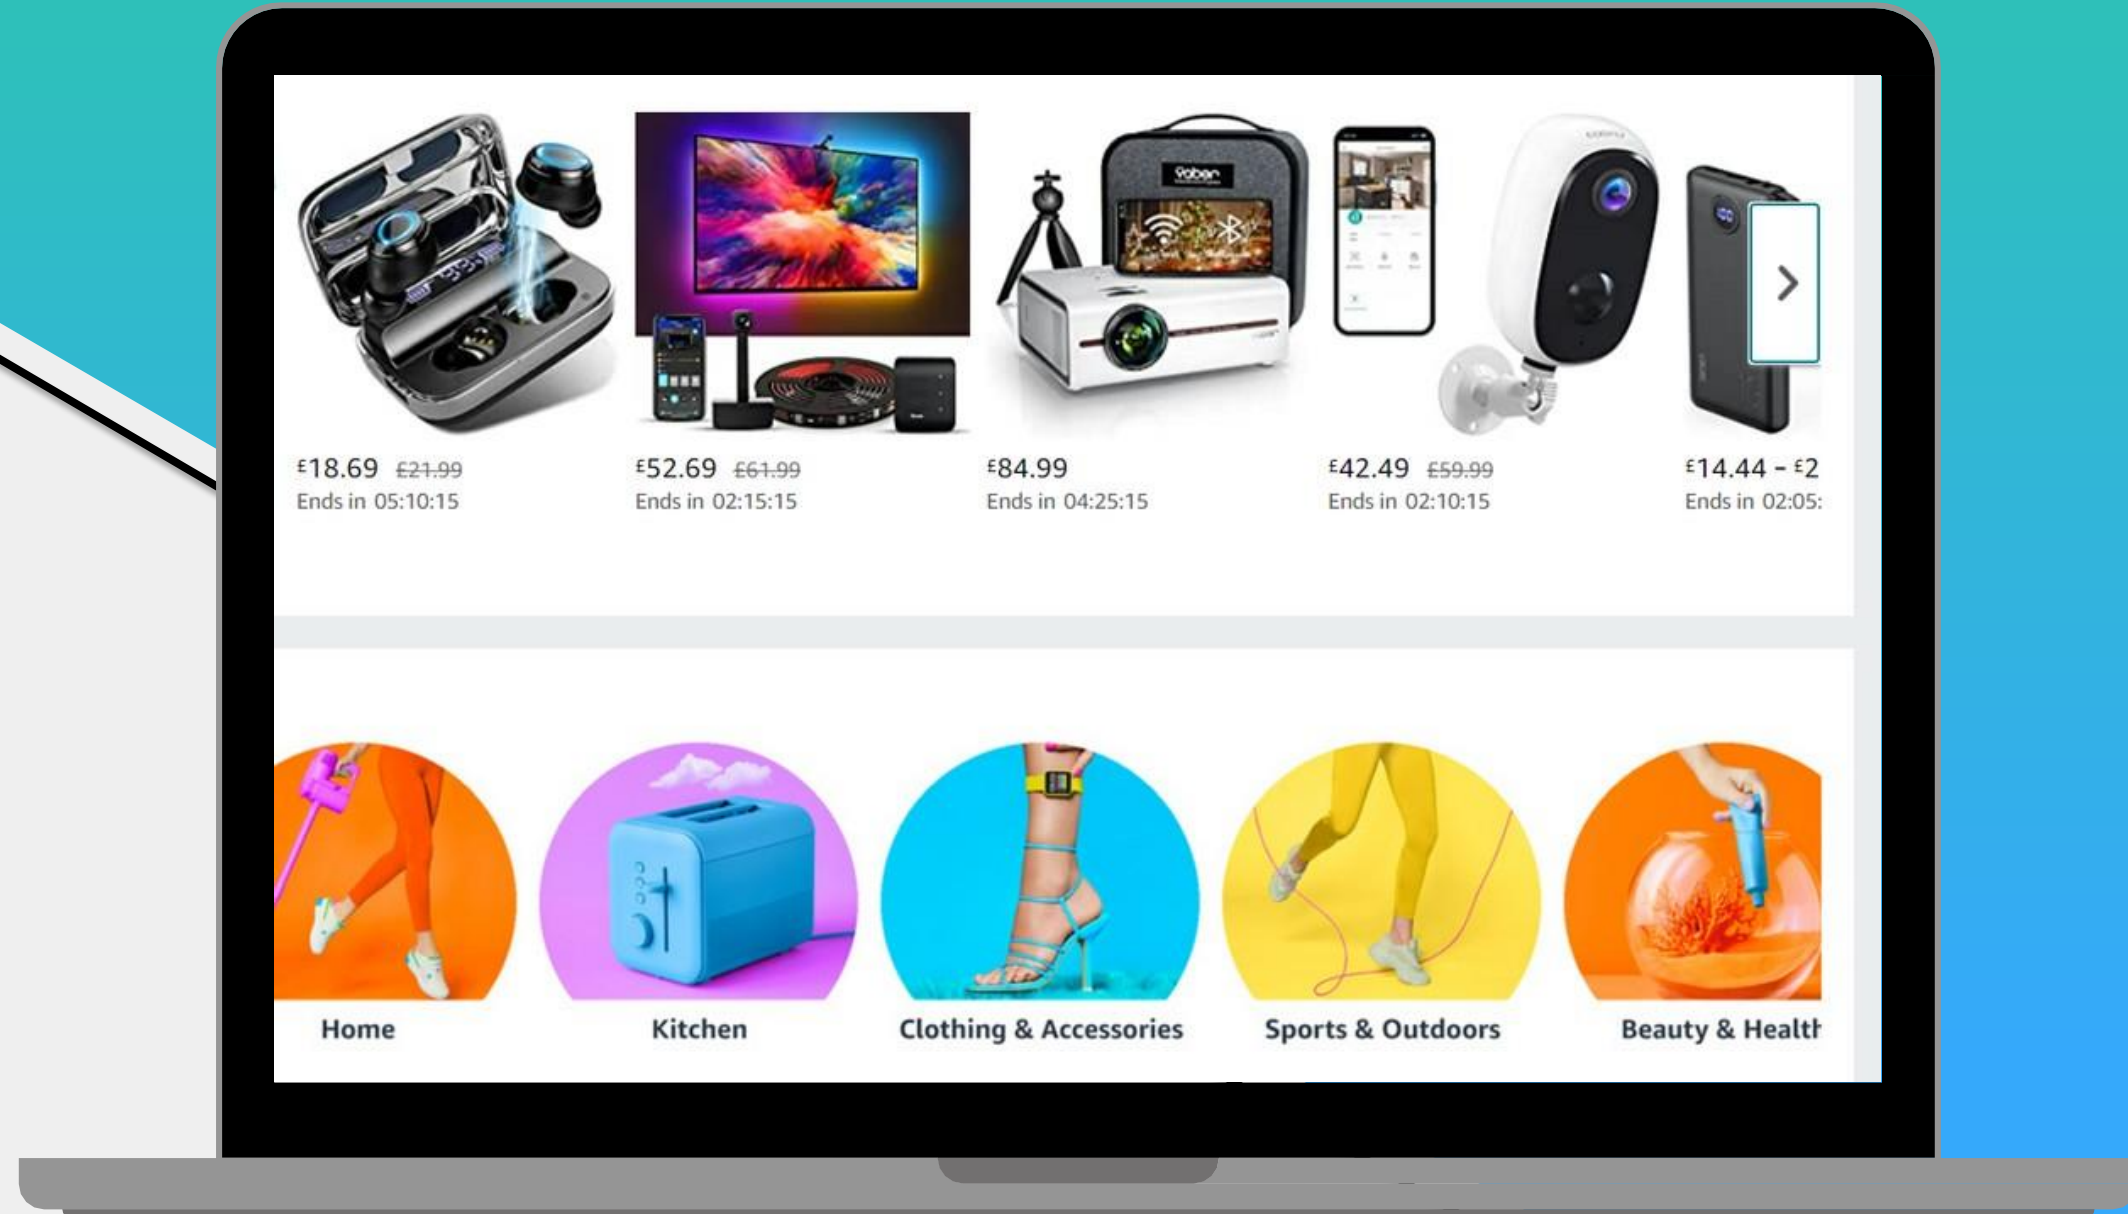 Yaber
£18.69 £21.99
Ends in 05:10:15
£52.69 £61.99
Ends in 02:15:15
£84.99
Ends in 04:25:15
£42.49 £59.99
Ends in 02:10:15
£14.44 – £2
Ends in 02:05:
Home
Kitchen
Clothing & Accessories
Sports & Outdoors
Beauty & Health